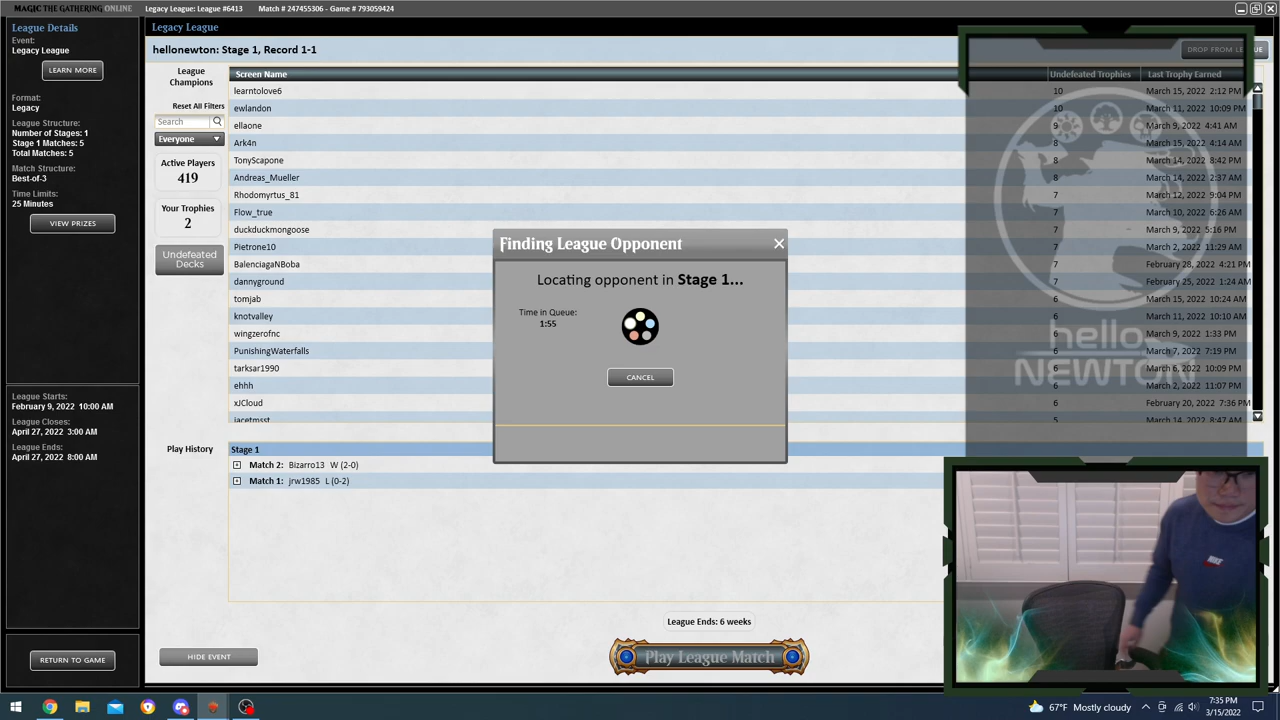 MAGIC THE GATHERING ONLINE
Legacy League: League #6413
Match # 247455306 - Game # 793059424
League Details
Event:
Legacy League
LEARN MORE
Format:
Legacy
League Structure:
Number of Stages: 1
Stage 1 Matches: 5
Total Matches: 5
Match Structure:
Best-of-3
Time Limits:
25 Minutes
VIEW PRIZES
League Starts:
February 9, 2022 10:00 AM
League Closes:
April 27, 2022 3:00 AM
League Ends:
April 27, 2022 8:00 AM
RETURN TO GAME
Legacy League
hellonewton: Stage 1, Record 1-1
League
Champions
Reset All Filters
Search
Everyone
Active Players
419
Your Trophies
2
Undefeated
Decks
Screen Name Undefeated Trophies Last Trophy Earned
learntolove6 10 March 15, 2022 2:12 PM
ewlandon 10 March 11, 2022 10:09 PM
ellaone 9 March 9, 2022 4:41 AM
Ark4n 8 March 15, 2022 4:14 AM
TonyScapone 8 March 14, 2022 8:42 PM
Andreas_Mueller 8 March 14, 2022 2:37 AM
Rhodomyrtus_81 7 March 12, 2022 9:04 PM
Flow_true 7 March 10, 2022 6:26 AM
duckduckmongoose 7 March 9, 2022 5:16 PM
Pietrone10 7 March 2, 2022 11:29 AM
BalenciagaNBoba 7 February 28, 2022 4:21 PM
dannyground 7 February 25, 2022 1:24 AM
tomjab 6 March 15, 2022 10:24 AM
knotvalley 6 March 11, 2022 10:10 AM
wingzerofnc 6 March 9, 2022 1:33 PM
PunishingWaterfalls 6 March 7, 2022 7:19 PM
tarksar1990 6 March 6, 2022 10:09 PM
ehhh 6 March 2, 2022 11:07 PM
xJCloud 6 February 20, 2022 7:36 PM
jacetmsst 5 March 14, 2022 8:47 AM
DROP FROM LEAGUE
hello
NEWTON
Finding League Opponent
Locating opponent in Stage 1...
Time in Queue:
1:55
CANCEL
Play History
Stage 1
Match 2: Bizarro13 W (2-0)
Match 1: jrw1985 L (0-2)
League Ends: 6 weeks
HIDE EVENT
Play League Match
67°F Mostly cloudy
7:35 PM
3/15/2022